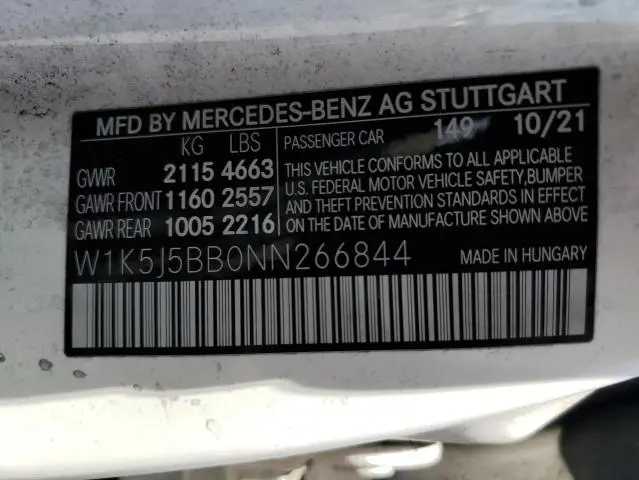 MFD BY MERCEDES-BENZ AG STUTTGART
KG LBS
GVWR 2115 4663
GAWR FRONT 1160 2557
GAWR REAR 1005 2216
PASSENGER CAR 149 10/21
THIS VEHICLE CONFORMS TO ALL APPLICABLE
U.S. FEDERAL MOTOR VEHICLE SAFETY,BUMPER
AND THEFT PREVENTION STANDARDS IN EFFECT
ON THE DATE OF MANUFACTURE SHOWN ABOVE.
W1K5J5BB0NN266844 MADE IN HUNGARY